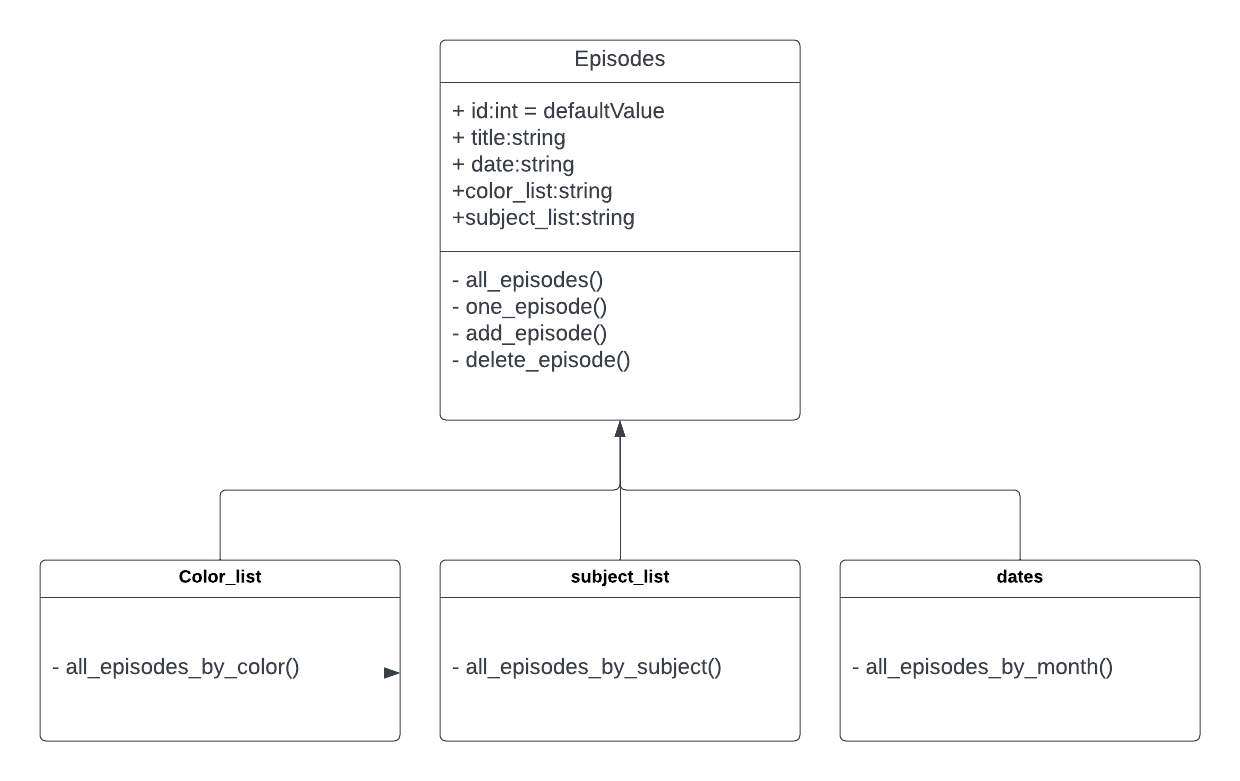 Episodes
+ id:int = defaultValue
+ title:string
+ date:string
+color_list:string
+subject_list:string
- all_episodes()
- one_episode()
- add_episode()
- delete_episode()
Color_list
- all_episodes_by_color()
subject_list
- all_episodes_by_subject()
dates
- all_episodes_by_month()